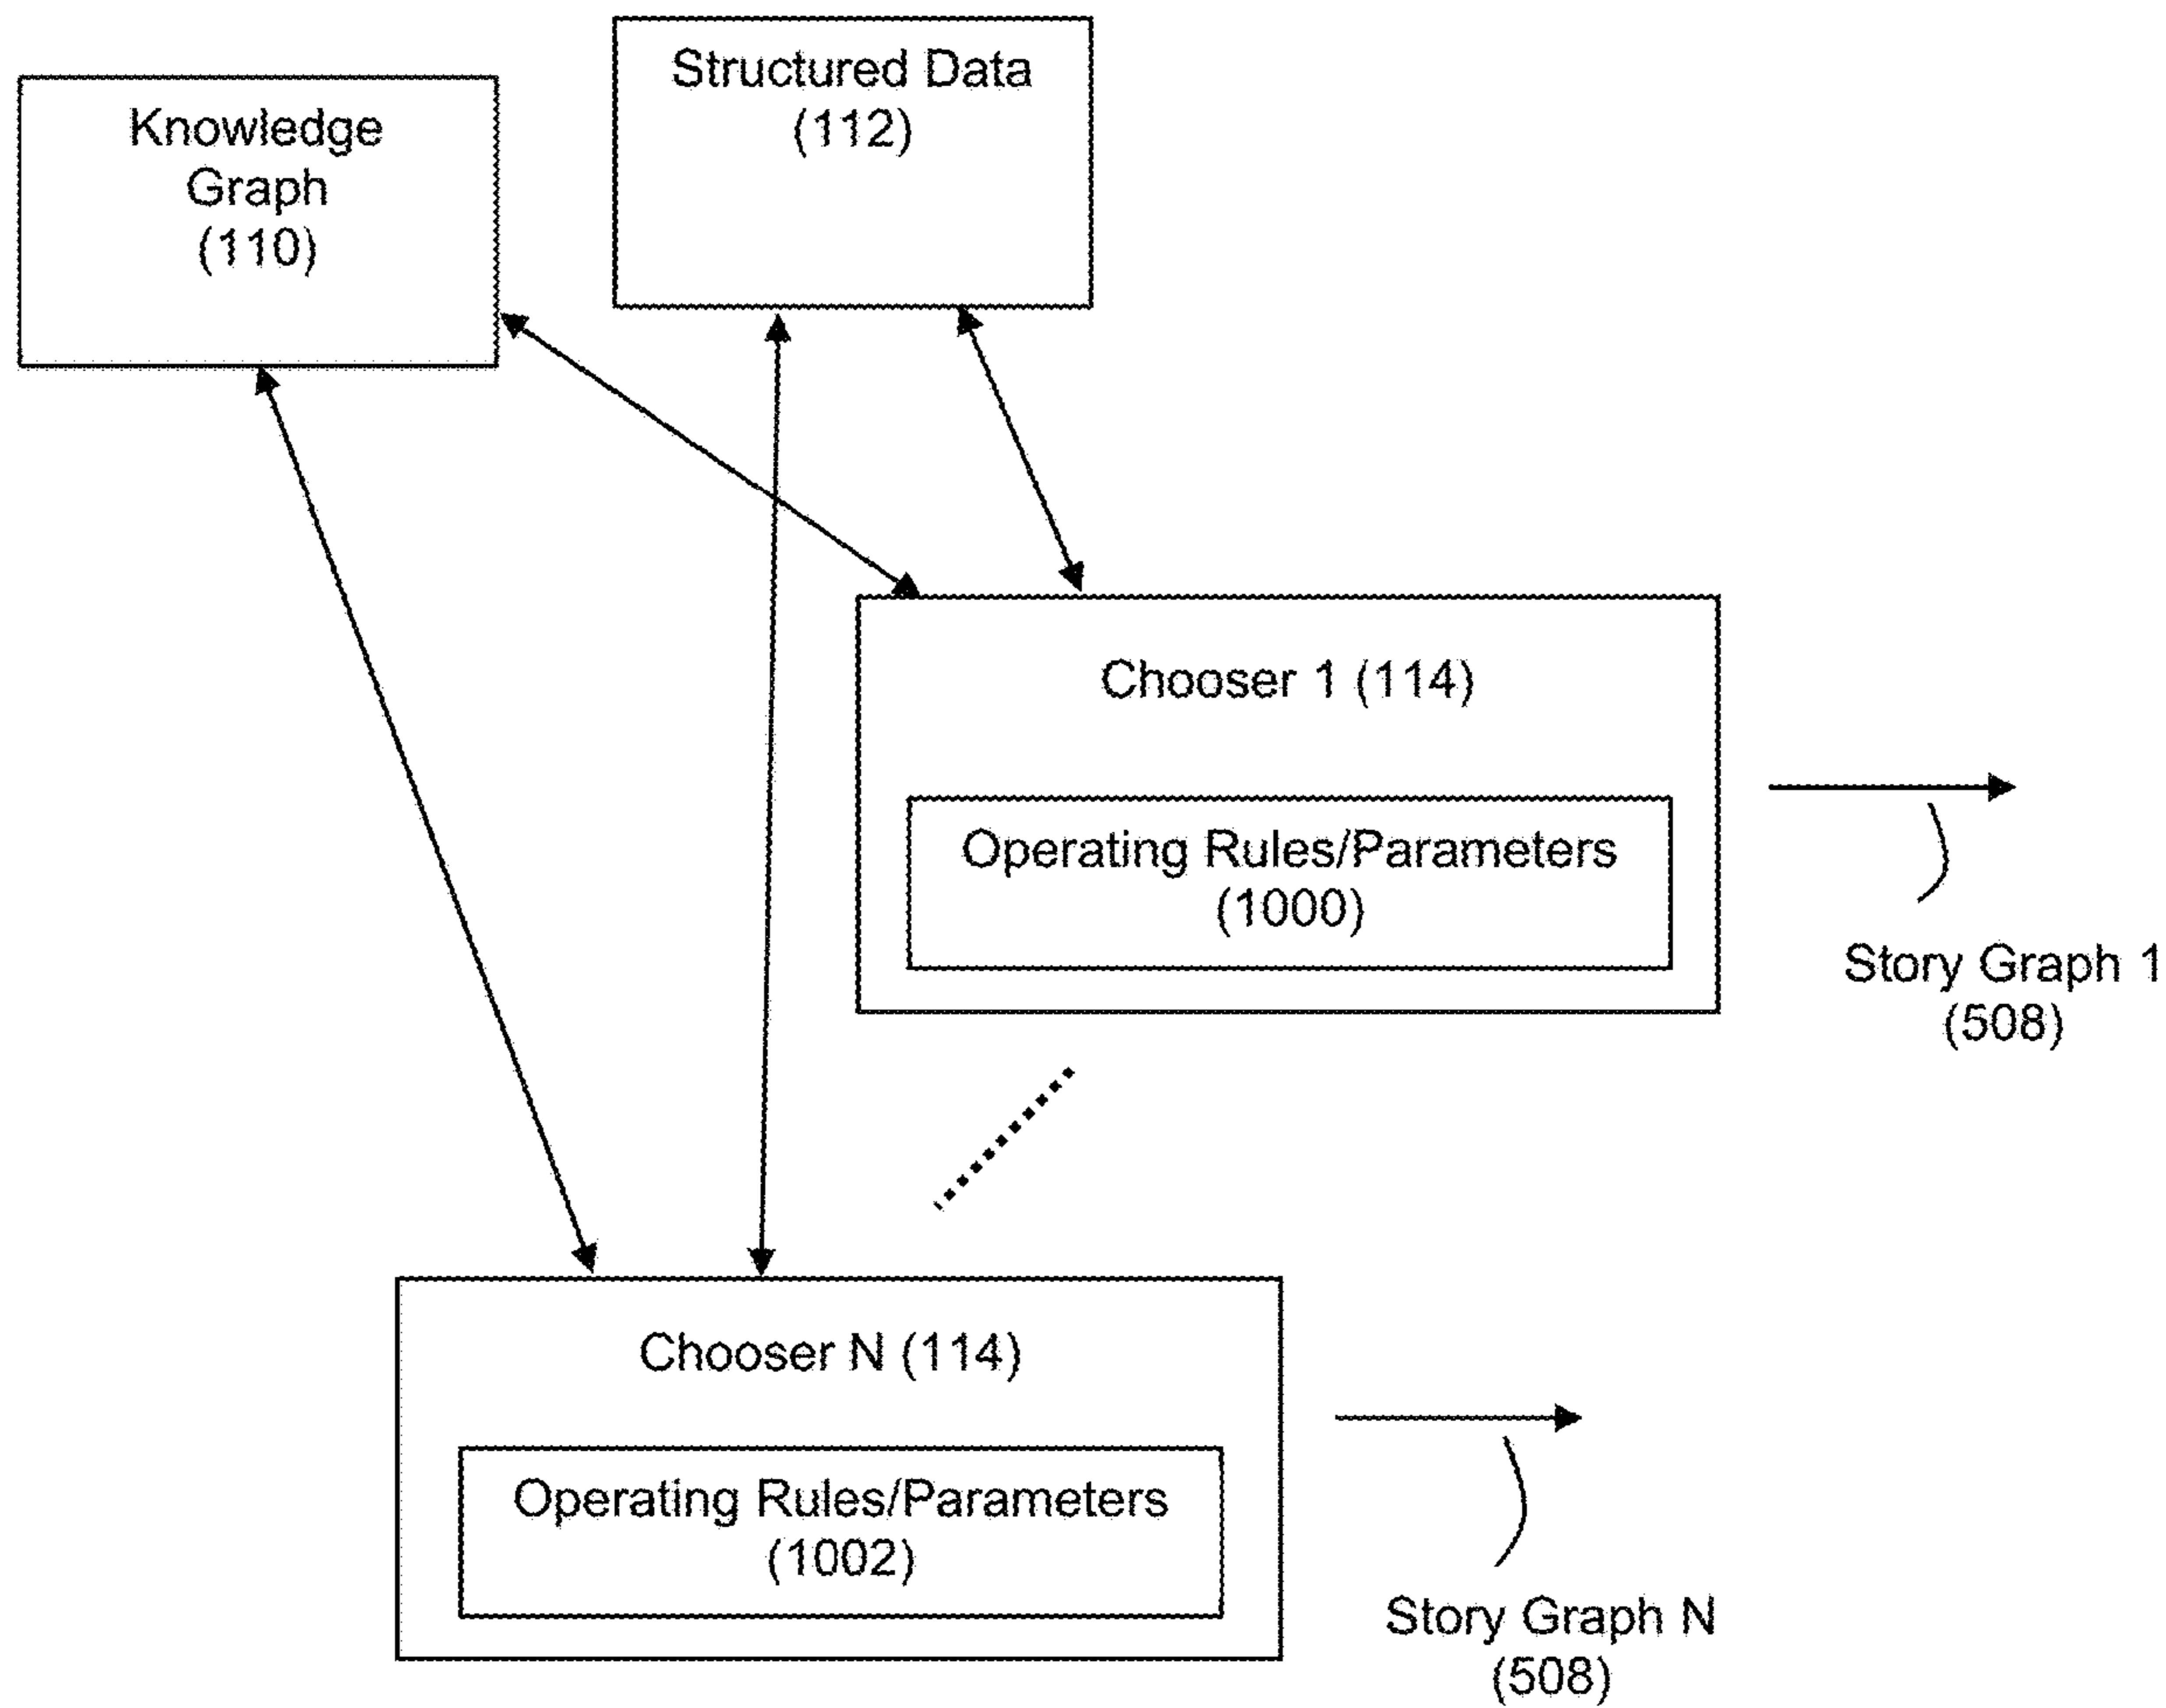 Structured Data
(112)
Knowledge
Graph
(110)
Chooser 1 (114)
Operating Rules/Parameters
(1000)
Story Graph 1
(508)
Chooser N (114)
Operating Rules/Parameters
(1002)
Story Graph N
(508)